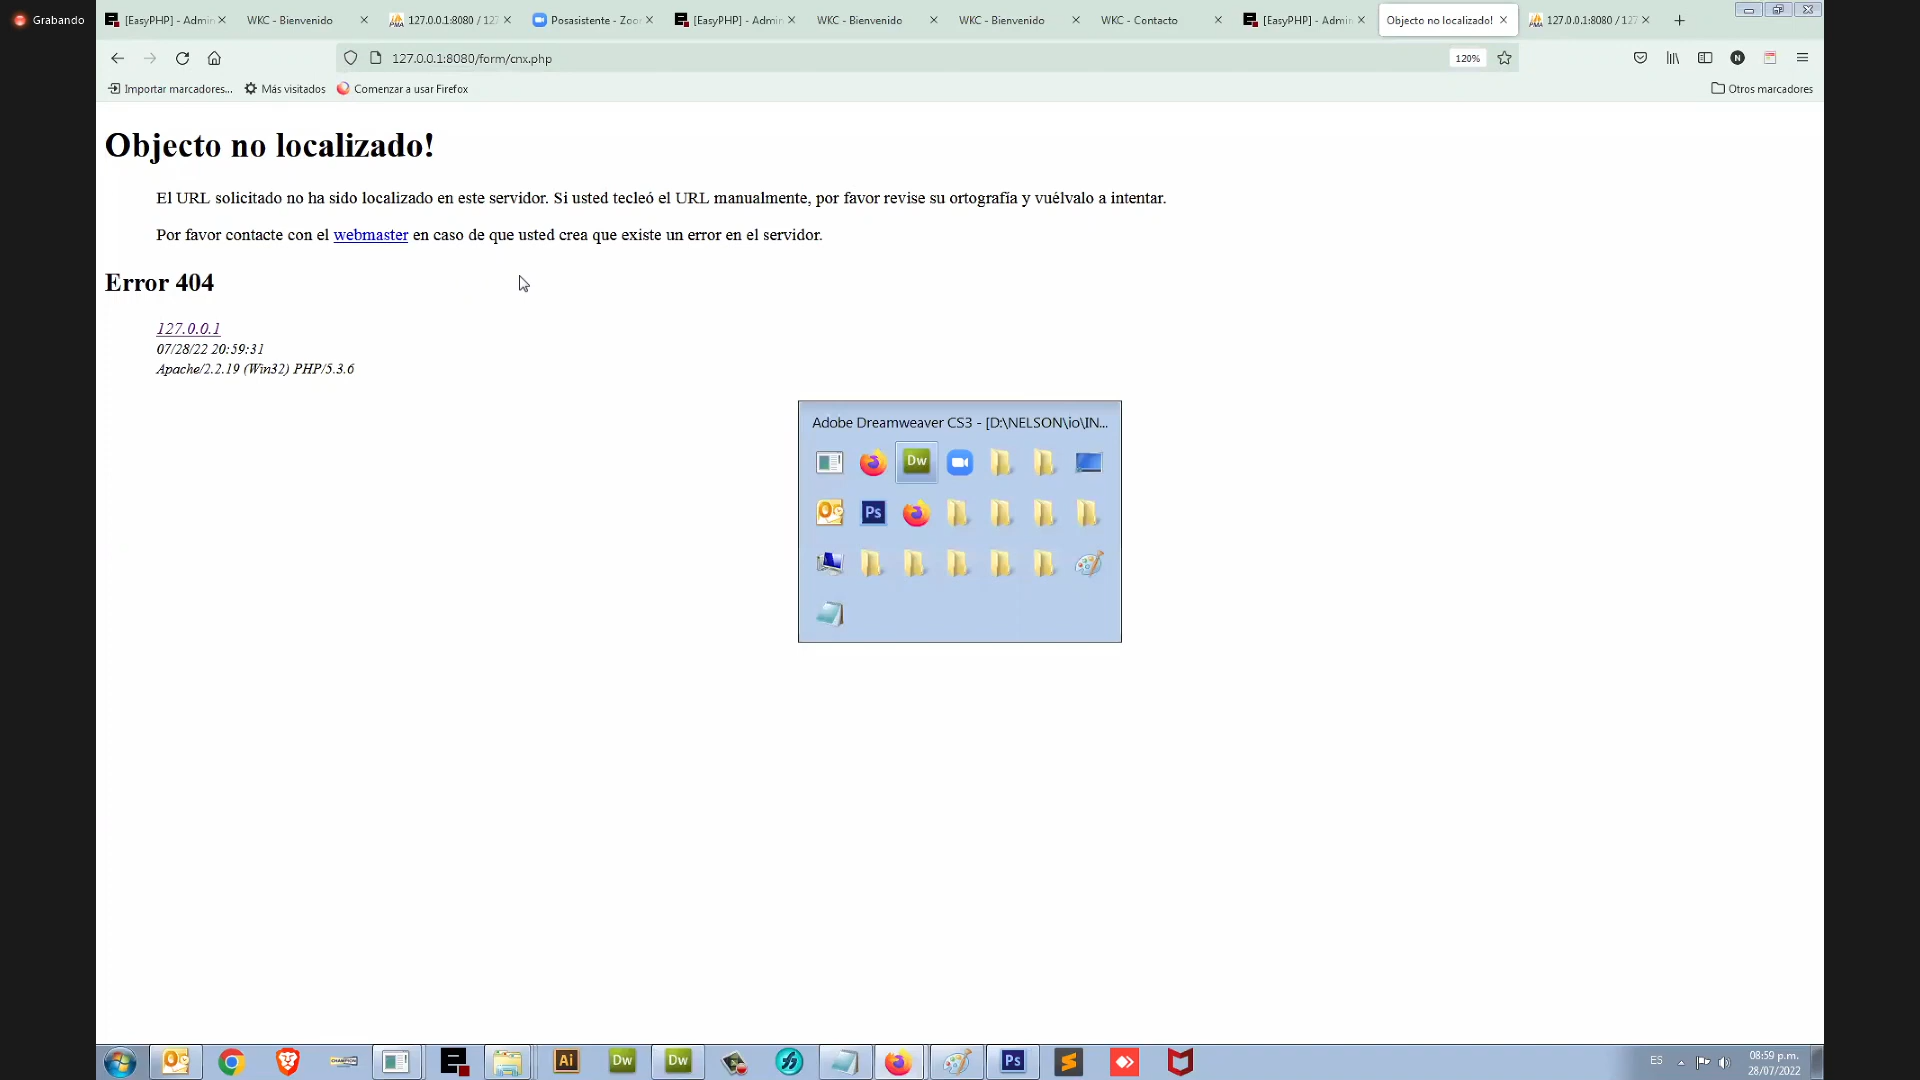 Grabando
[EasyPHP] - Admin
WKC - Bienvenido
127.0.0.1:8080 / 127
Posasistente - Zoo
[EasyPHP] - Admin
WKC - Bienvenido
WKC - Bienvenido
WKC - Contacto
[EasyPHP] - Admin
Objecto no localizado!
127.0.0.1:8080 / 127
127.0.0.1:8080/form/cnx.php
120%
N
Importar marcadores...
Más visitados
Comenzar a usar Firefox
Otros marcadores
Objecto no localizado!
El URL solicitado no ha sido localizado en este servidor. Si usted tecleó el URL manualmente, por favor revise su ortografía y vuélvalo a intentar.
Por favor contacte con el webmaster en caso de que usted crea que existe un error en el servidor.
Error 404
127.0.0.1
07/28/22 20:59:31
Apache/2.2.19 (Win32) PHP/5.3.6
Adobe Dreamweaver CS3 - [D:\NELSON\io\IN...
Dw
Ps
Ai
Dw
Dw
Ps
ES
08:59 p.m.
28/07/2022